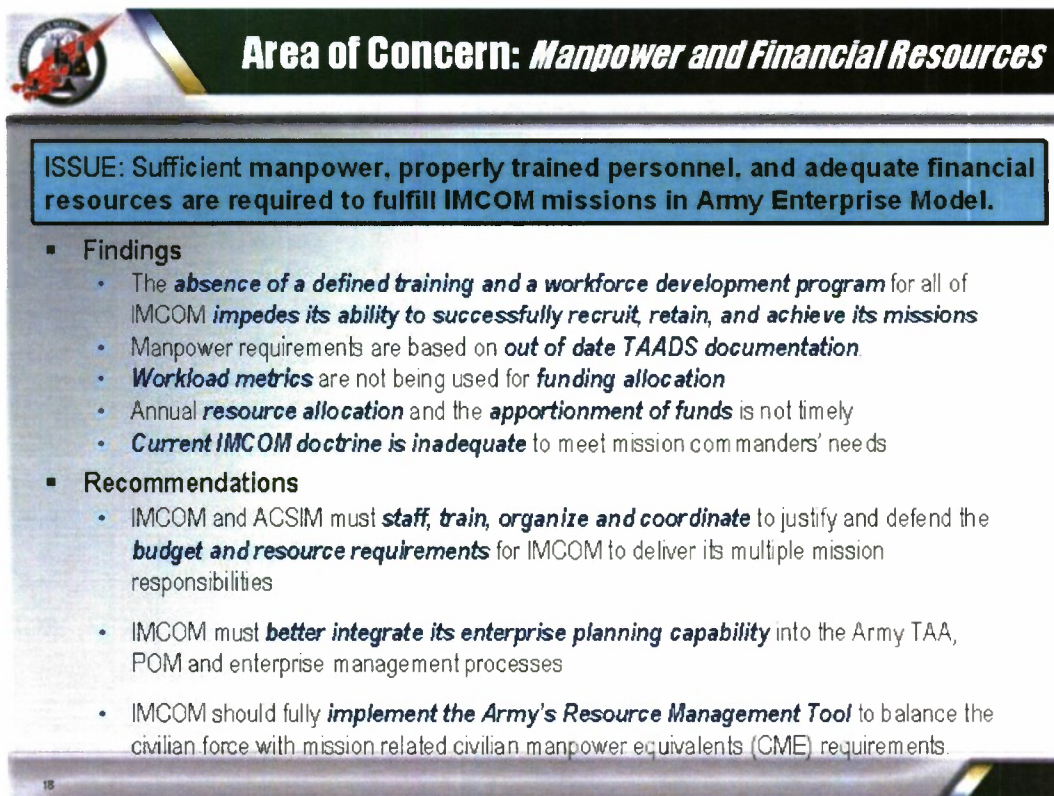 Area of Concern: Manpower and Financial Resources
ISSUE: Sufficient manpower, properly trained personnel, and adequate financial
resources are required to fulfill IMCOM missions in Army Enterprise Model.
▪ Findings
• The absence of a defined training and a workforce development program for all of
IMCOM impedes its ability to successfully recruit, retain, and achieve its missions
• Manpower requirements are based on out of date TAADS documentation.
• Workload metrics are not being used for funding allocation
• Annual resource allocation and the apportionment of funds is not timely
• Current IMCOM doctrine is inadequate to meet mission commanders' needs
▪ Recommendations
• IMCOM and ACSIM must staff, train, organize and coordinate to justify and defend the
budget and resource requirements for IMCOM to deliver its multiple mission
responsibilities
• IMCOM must better integrate its enterprise planning capability into the Army TAA,
POM and enterprise management processes
• IMCOM should fully implement the Army's Resource Management Tool to balance the
civilian force with mission related civilian manpower equivalents (CME) requirements.
18